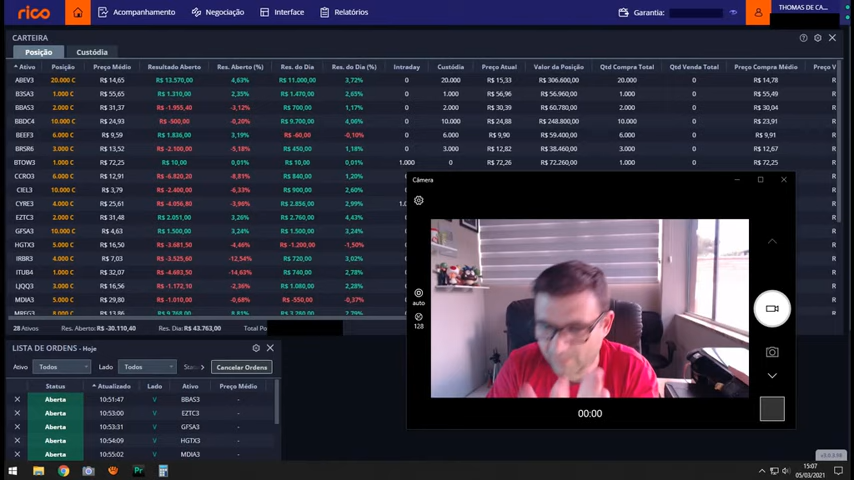 rico Acompanhamento Negociação Interface Relatórios Garantia: THOMAS DE CA...
CARTEIRA
Posição Custódia
Ativo Posição Preço Médio Resultado Aberto Res. Aberto (%) Res. do Dia Res. do Dia (%) Intraday Custódia Preço Atual Valor da Posição Qtd Compra Total Qtd Venda Total Preço Compra Médio Preço V
ABEV3 20.000 C R$ 14,65 R$ 13.570,00 4,63% R$ 11.000,00 3,72% 0 20.000 R$ 15,33 R$ 306.600,00 20.000 0 R$ 14,78 R
B3SA3 1.000 C R$ 55,65 R$ 1.310,00 2,35% R$ 1.470,00 2,65% 0 1.000 R$ 56,96 R$ 56.960,00 1.000 0 R$ 55,49 R
BBAS3 2.000 C R$ 31,37 R$ -1.955,40 -3,12% R$ 700,00 1,17% 0 2.000 R$ 30,39 R$ 60.780,00 2.000 0 R$ 30,04 R
BBDC4 10.000 C R$ 24,93 R$ -500,00 -0,20% R$ 9.700,00 4,06% 0 10.000 R$ 24,88 R$ 248.800,00 10.000 0 R$ 23,91 R
BEEF3 6.000 C R$ 9,59 R$ 1.836,00 3,19% R$ -60,00 -0,10% 0 6.000 R$ 9,90 R$ 59.400,00 6.000 0 R$ 9,91 R
BRSR6 3.000 C R$ 13,52 R$ -2.100,00 -5,18% R$ 450,00 1,18% 0 3.000 R$ 12,82 R$ 38.460,00 3.000 0 R$ 12,67 R
BTOW3 1.000 C R$ 72,25 R$ 10,00 0,01% R$ 10,00 0,01% 1.000 0 R$ 72,26 R$ 72.260,00 1.000 0 R$ 72,25 R
CCRO3 6.000 C R$ 12,91 R$ -6.820,20 -8,81% R$ 840,00 1,20%
CIEL3 10.000 C R$ 3,79 R$ -2.400,00 -6,33% R$ 900,00 2,60%
CYRE3 4.000 C R$ 25,61 R$ -4.056,80 -3,96% R$ 2.856,00 2,99% 1.0
EZTC3 2.000 C R$ 31,48 R$ 2.051,00 3,26% R$ 2.760,00 4,43%
GFSA3 10.000 C R$ 4,63 R$ 1.500,00 3,24% R$ 1.500,00 3,24%
HGTX3 5.000 C R$ 16,50 R$ -3.681,50 -4,46% R$ -1.200,00 -1,50%
IRBR3 4.000 C R$ 7,03 R$ -3.525,60 -12,54% R$ 720,00 3,02%
ITUB4 1.000 C R$ 32,07 R$ -4.693,50 -14,63% R$ 740,00 2,78%
LJQQ3 3.000 C R$ 16,51 R$ -1.172,10 -2,36% R$ 1.080,00 2,28%
MDIA3 5.000 C R$ 29,80 R$ -1.010,00 -0,68% R$ -550,00 -0,37%
28 Ativos Res. Aberto: R$ -30.110,40 Res. Dia: R$ 43.763,00 Total Po
Câmera
auto
128
00:00
LISTA DE ORDENS - Hoje
Ativo Todos Lado Todos Cancelar Ordens
Status Atualizado Lado Ativo Preço Médio
Aberta 10:51:47 V BBAS3 -
Aberta 10:53:00 V EZTC3 -
Aberta 10:53:31 V GFSA3 -
Aberta 10:54:09 V HGTX3 -
Aberta 10:55:02 V MDIA3 -
Pr
15:07
05/03/2021